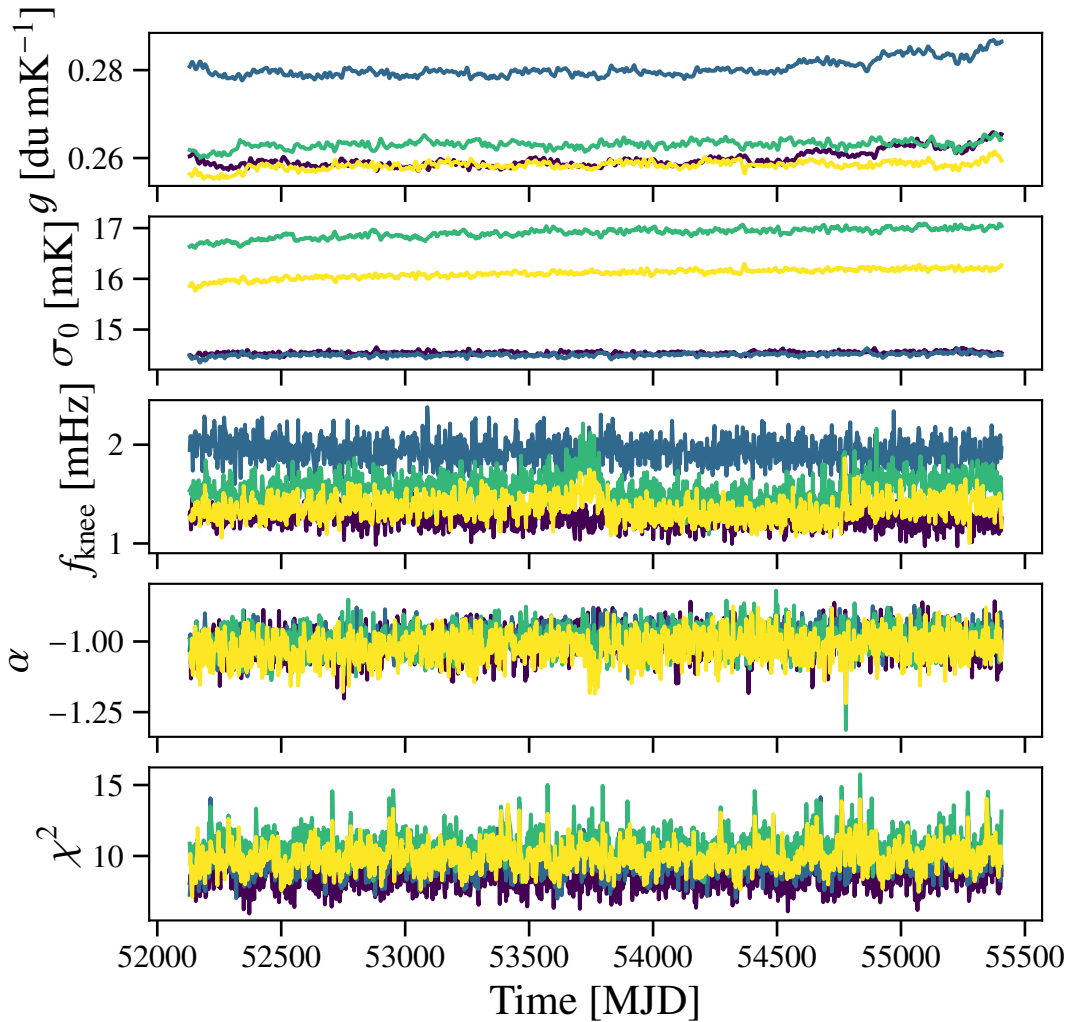 g [du mK⁻¹]
0.28
0.26
σ₀ [mK]
17
16
15
f_knee [mHz]
2
1
α
−1.00
−1.25
χ²
15
10
52000 52500 53000 53500 54000 54500 55000 55500
Time [MJD]